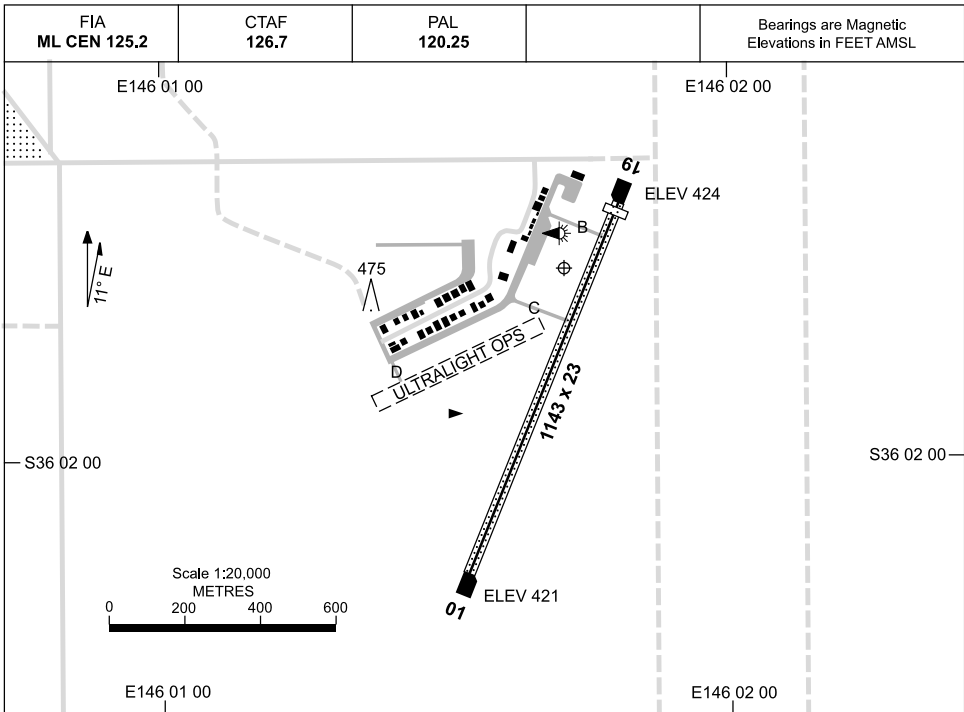 FIA
ML CEN 125.2
CTAF
126.7
PAL
120.25
Bearings are Magnetic
Elevations in FEET AMSL
E146 01 00
E146 02 00
19
ELEV 424
B
11° E
475
C
ULTRALIGHT OPS
D
1143 x 23
S36 02 00
S36 02 00
Scale 1:20,000
METRES
0 200 400 600
ELEV 421
01
E146 01 00
E146 02 00